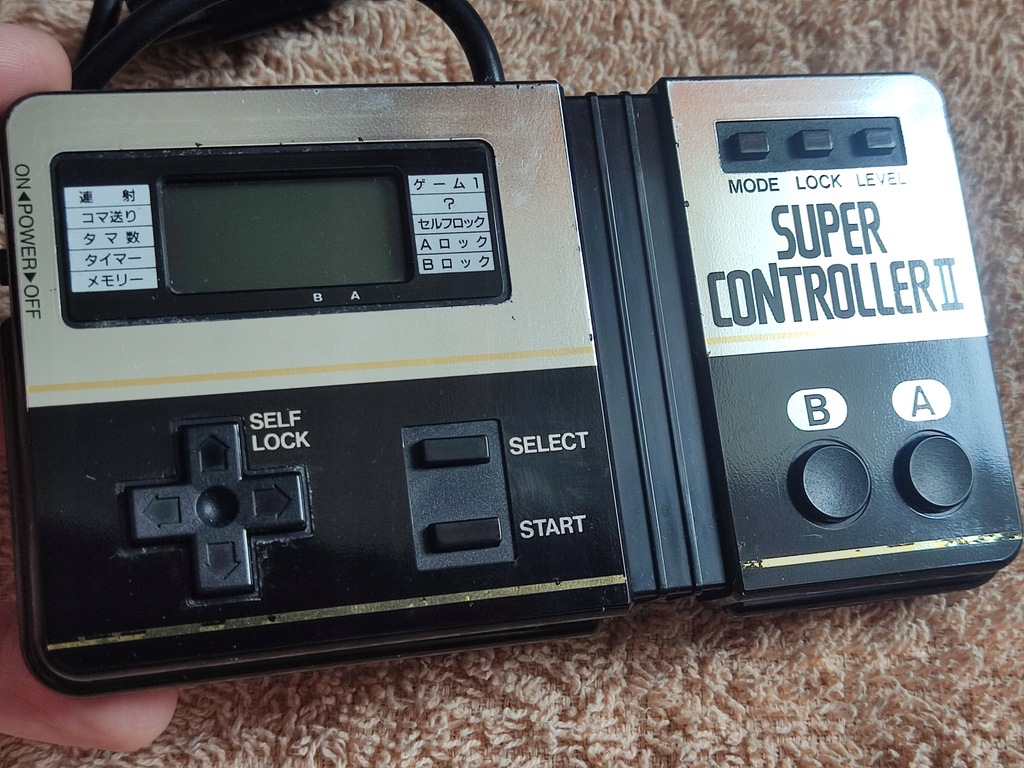 ON◀POWER▶OFF
連 射
コマ送り
タ マ 数
タイマー
メモリー
ゲーム1
?
セルフロック
A ロック
B ロック
B A
MODE LOCK LEVEL
SUPER
CONTROLLER II
SELF
LOCK
SELECT
START
B A